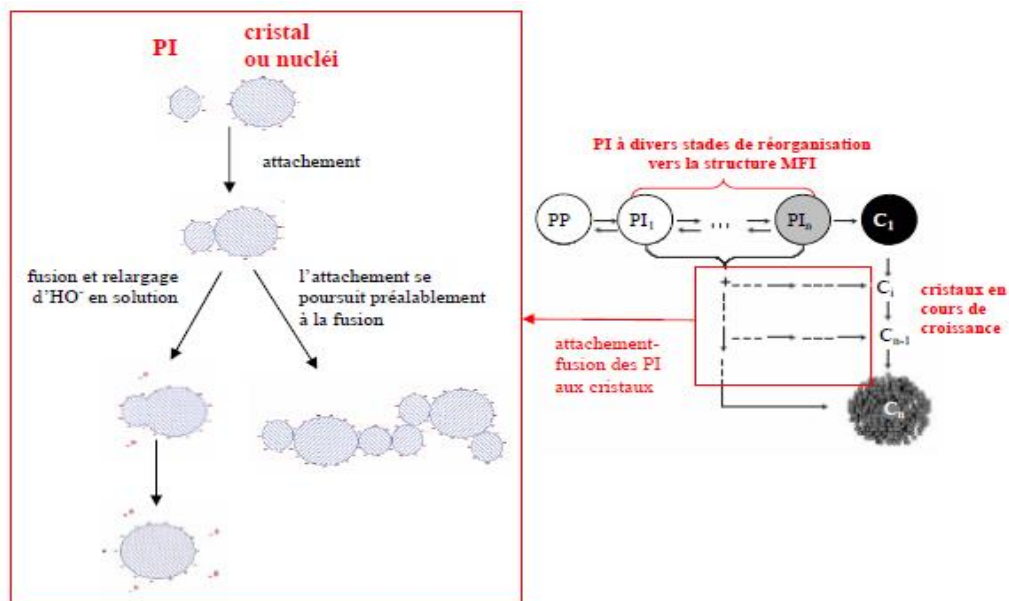 PI
cristal
ou nucléi
attachement
fusion et relargage
d'HO⁻ en solution
l'attachement se
poursuit préalablement
à la fusion
PI à divers stades de réorganisation
vers la structure MFI
PP
PI₁
...
PIₙ
C₁
+
Cᵢ
cristaux en
cours de
croissance
Cₙ₋₁
attachement-
fusion des PI
aux cristaux
Cₙ